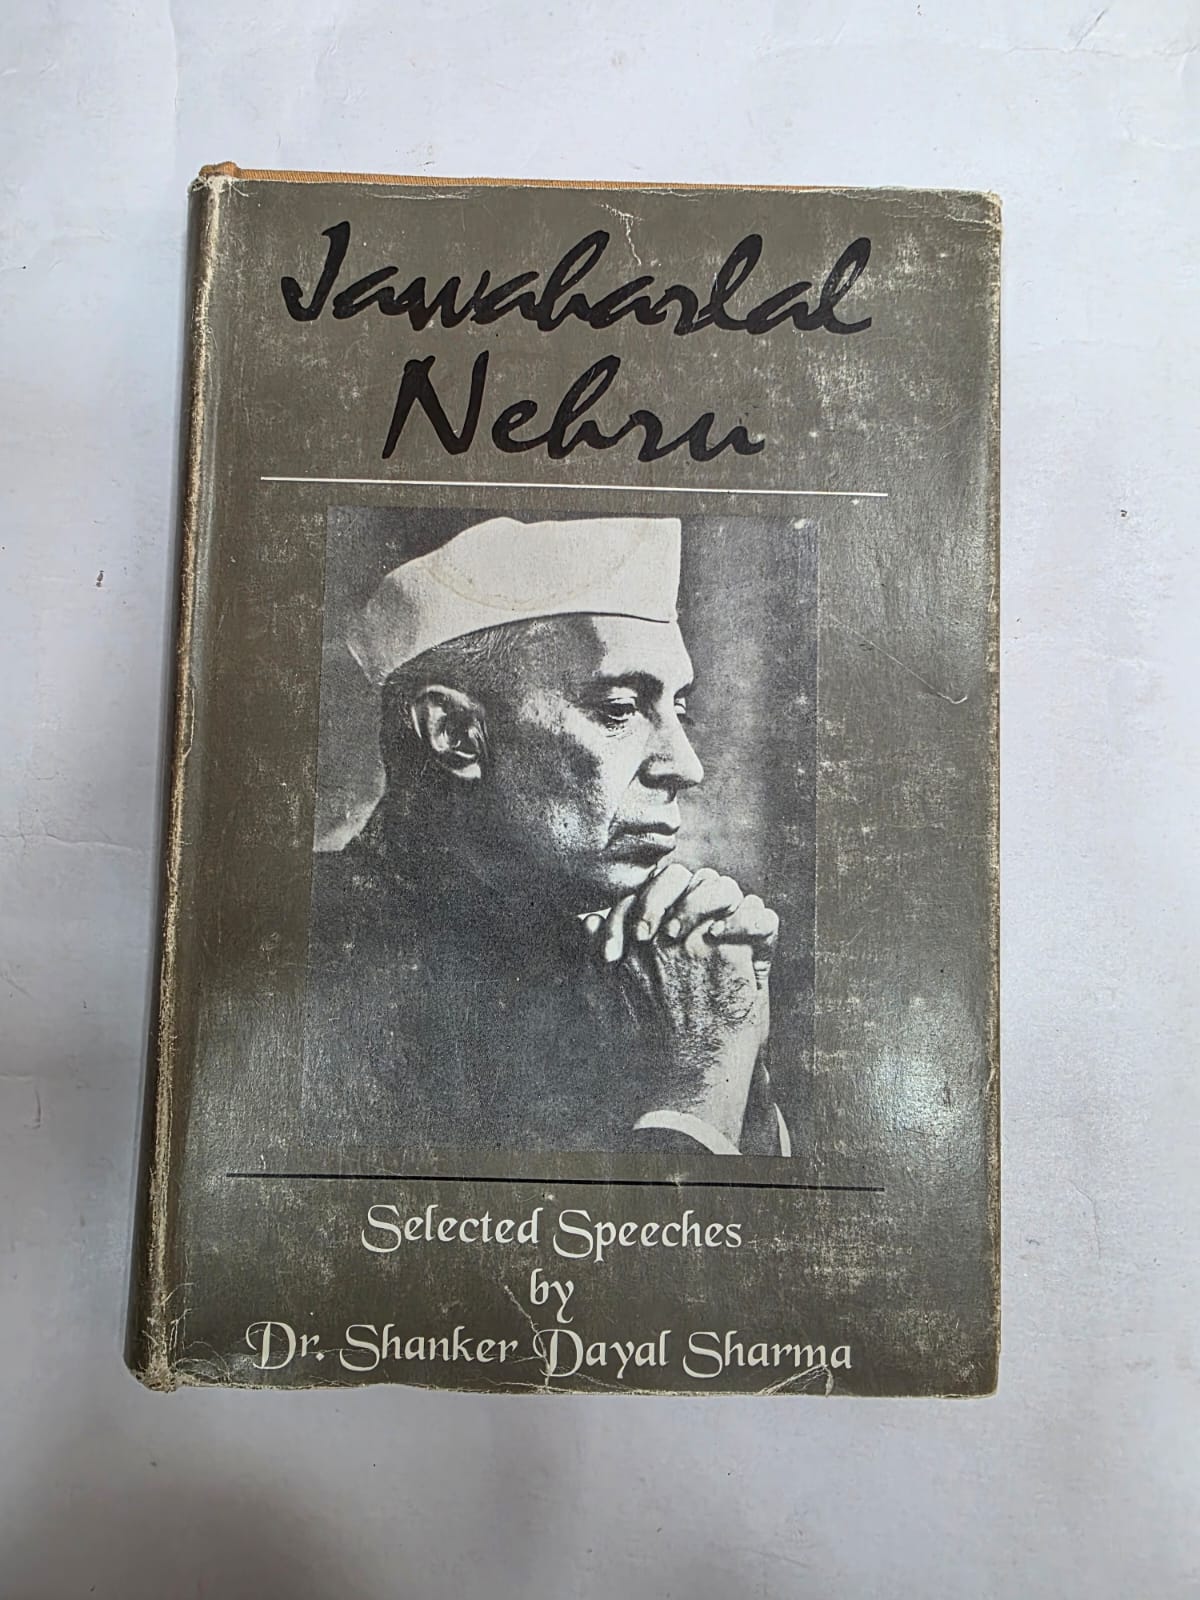 Jawaharlal
Nehru
Selected Speeches
by
Dr. Shanker Dayal Sharma